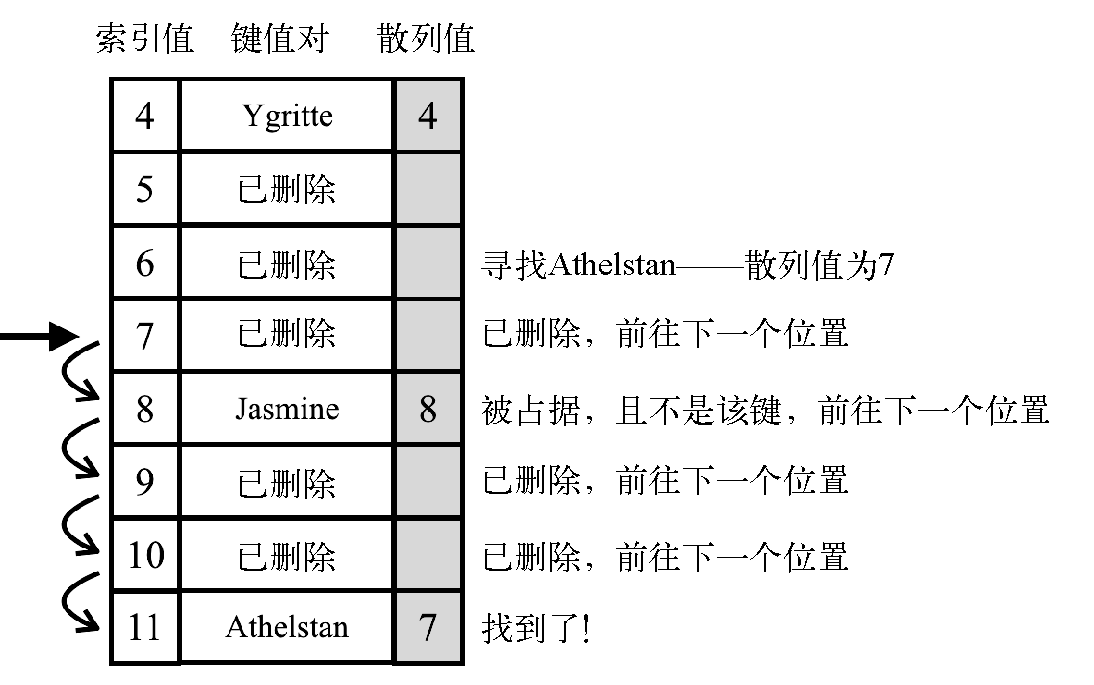 索引值 键值对 散列值
4 Ygritte 4
5 已删除
6 已删除 寻找Athelstan——散列值为7
7 已删除 已删除，前往下一个位置
8 Jasmine 8 被占据，且不是该键，前往下一个位置
9 已删除 已删除，前往下一个位置
10 已删除 已删除，前往下一个位置
11 Athelstan 7 找到了！